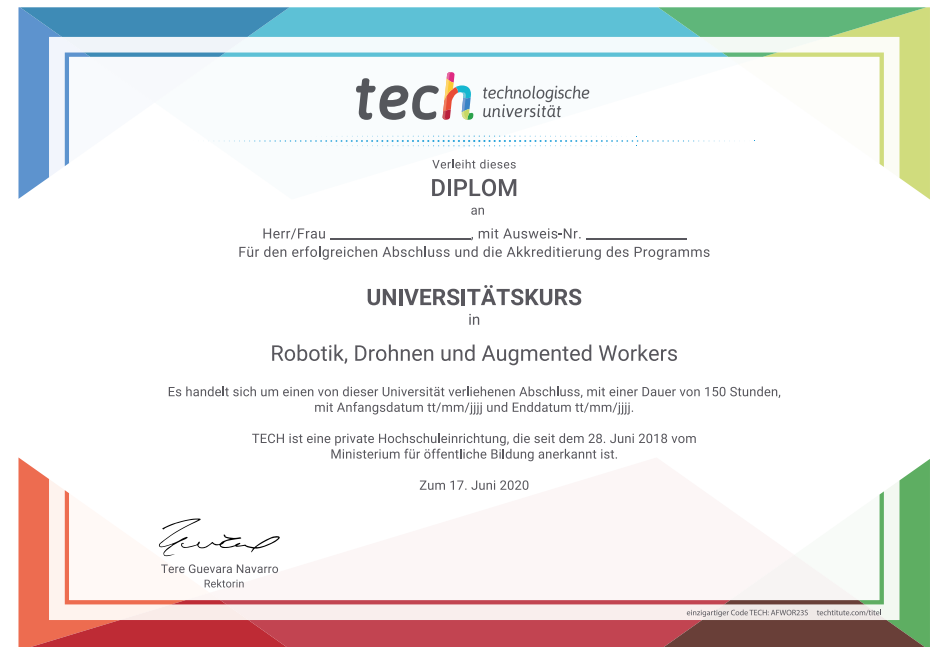 tech technologische
universität
Verleiht dieses
DIPLOM
an
Herr/Frau ____________________, mit Ausweis-Nr. ______________
Für den erfolgreichen Abschluss und die Akkreditierung des Programms
UNIVERSITÄTSKURS
in
Robotik, Drohnen und Augmented Workers
Es handelt sich um einen von dieser Universität verliehenen Abschluss, mit einer Dauer von 150 Stunden,
mit Anfangsdatum tt/mm/jjjj und Enddatum tt/mm/jjjj.
TECH ist eine private Hochschuleinrichtung, die seit dem 28. Juni 2018 vom
Ministerium für öffentliche Bildung anerkannt ist.
Zum 17. Juni 2020
Tere Guevara Navarro
Rektorin
einzigartiger Code TECH: AFWOR235 techtitute.com/titel